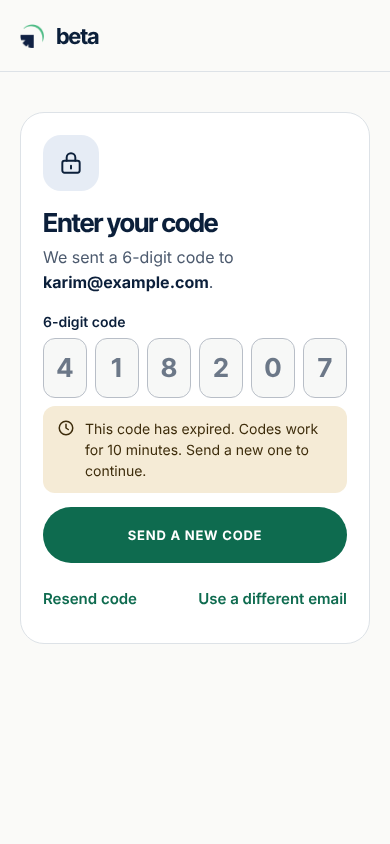 beta
Enter your code
We sent a 6-digit code to
karim@example.com.
6-digit code
4 1 8 2 0 7
This code has expired. Codes work
for 10 minutes. Send a new one to
continue.
SEND A NEW CODE
Resend code Use a different email